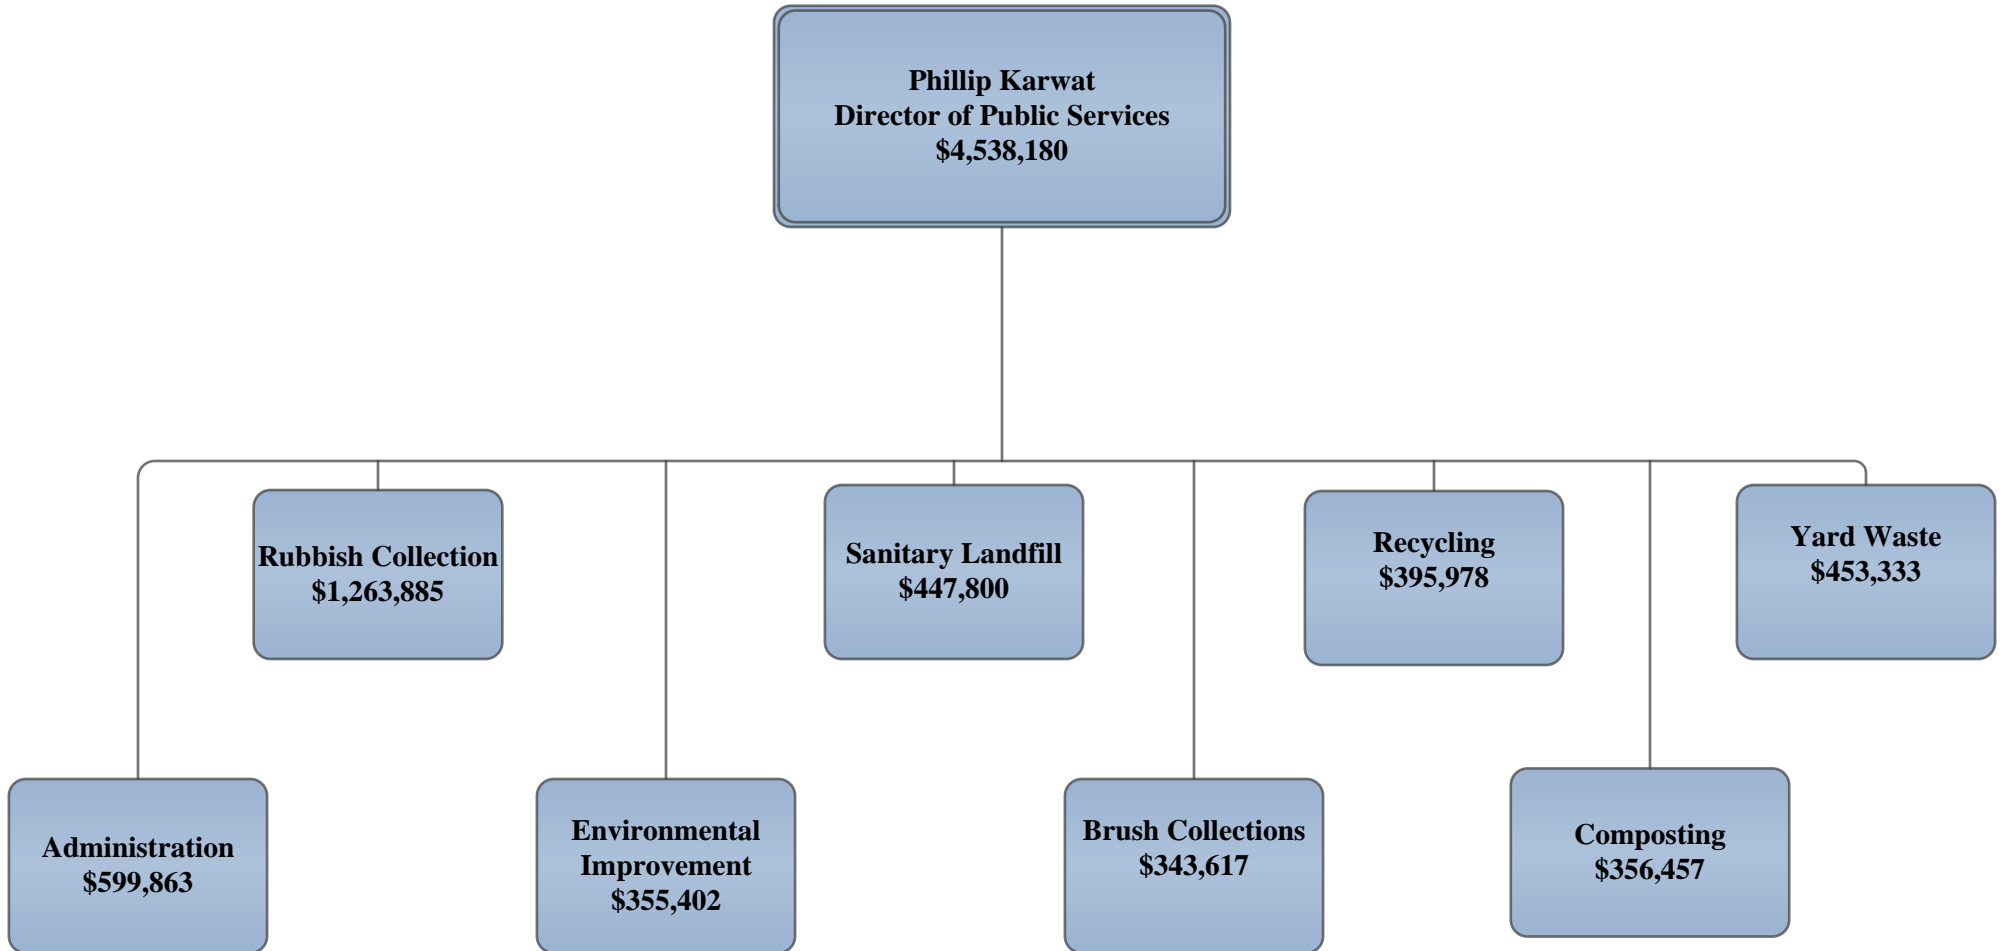 Phillip Karwat
Director of Public Services
$4,538,180
Rubbish Collection
$1,263,885
Sanitary Landfill
$447,800
Recycling
$395,978
Yard Waste
$453,333
Administration
$599,863
Environmental
Improvement
$355,402
Brush Collections
$343,617
Composting
$356,457